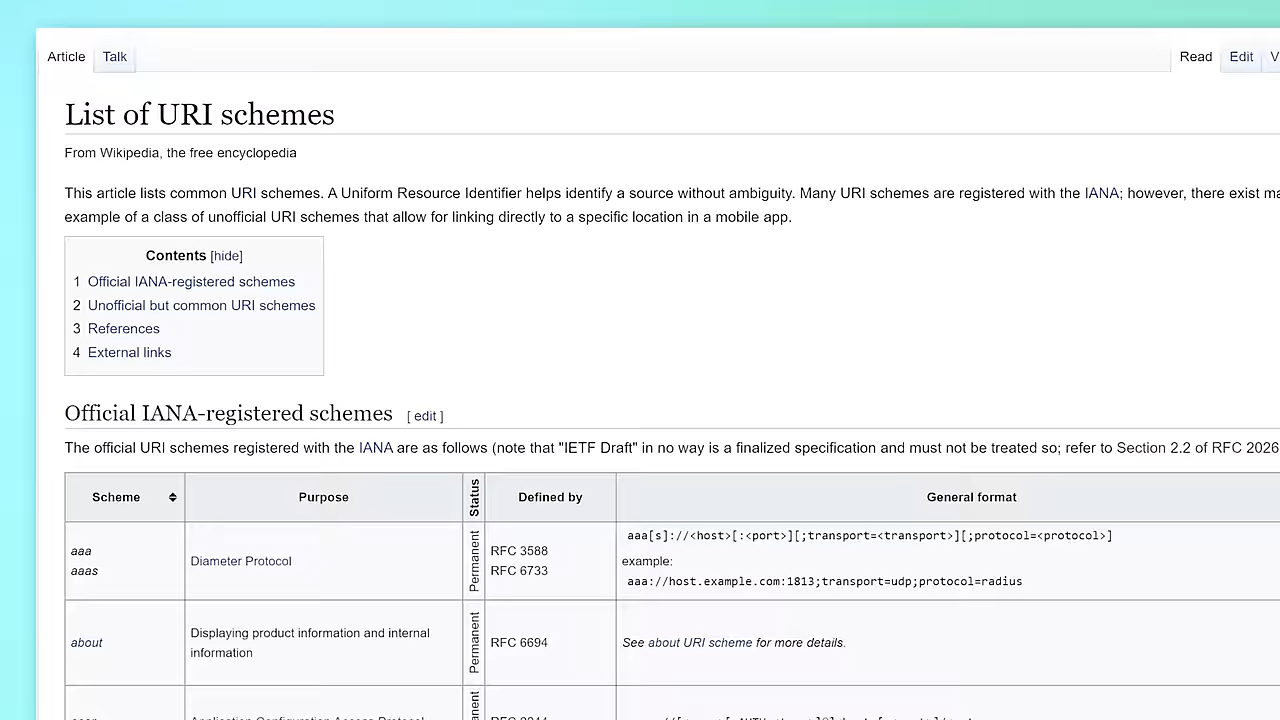 Article Talk Read Edit V
List of URI schemes
From Wikipedia, the free encyclopedia
This article lists common URI schemes. A Uniform Resource Identifier helps identify a source without ambiguity. Many URI schemes are registered with the IANA; however, there exist
example of a class of unofficial URI schemes that allow for linking directly to a specific location in a mobile app.
Contents [hide]
1 Official IANA-registered schemes
2 Unofficial but common URI schemes
3 References
4 External links
Official IANA-registered schemes [ edit ]
The official URI schemes registered with the IANA are as follows (note that "IETF Draft" in no way is a finalized specification and must not be treated so; refer to Section 2.2 of RFC 2026
Scheme Purpose Status Defined by General format
aaa
aaas
Diameter Protocol
Permanent
RFC 3588
RFC 6733
aaa[s]://<host>[:<port>][;transport=<transport>][;protocol=<protocol>]
example:
aaa://host.example.com:1813;transport=udp;protocol=radius
about
Displaying product information and internal
information
Permanent
RFC 6694
See about URI scheme for more details.